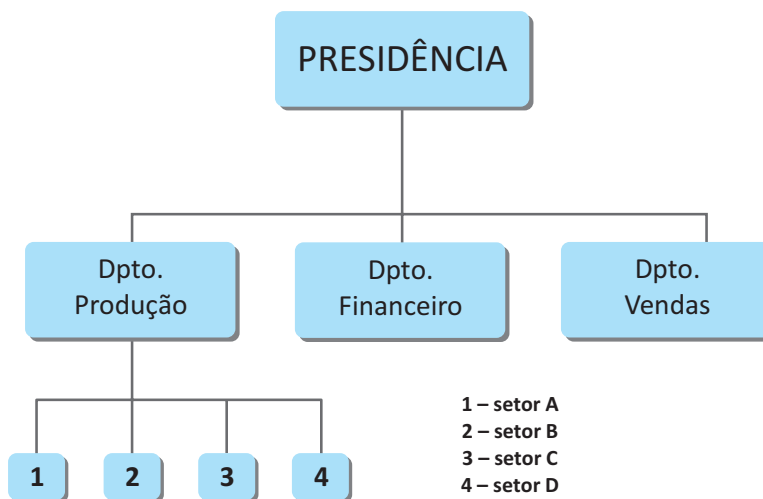 PRESIDÊNCIA
Dpto.
Produção
Dpto.
Financeiro
Dpto.
Vendas
1 – setor A
2 – setor B
3 – setor C
4 – setor D
1
2
3
4